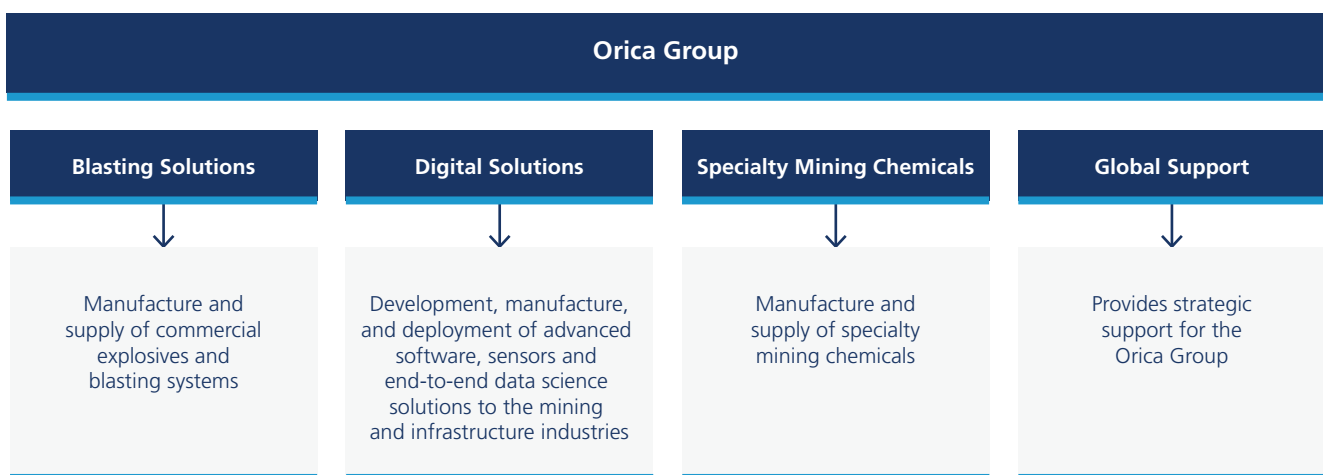 Orica Group
Blasting Solutions
Digital Solutions
Specialty Mining Chemicals
Global Support
Manufacture and
supply of commercial
explosives and
blasting systems
Development, manufacture,
and deployment of advanced
software, sensors and
end-to-end data science
solutions to the mining
and infrastructure industries
Manufacture and
supply of specialty
mining chemicals
Provides strategic
support for the
Orica Group